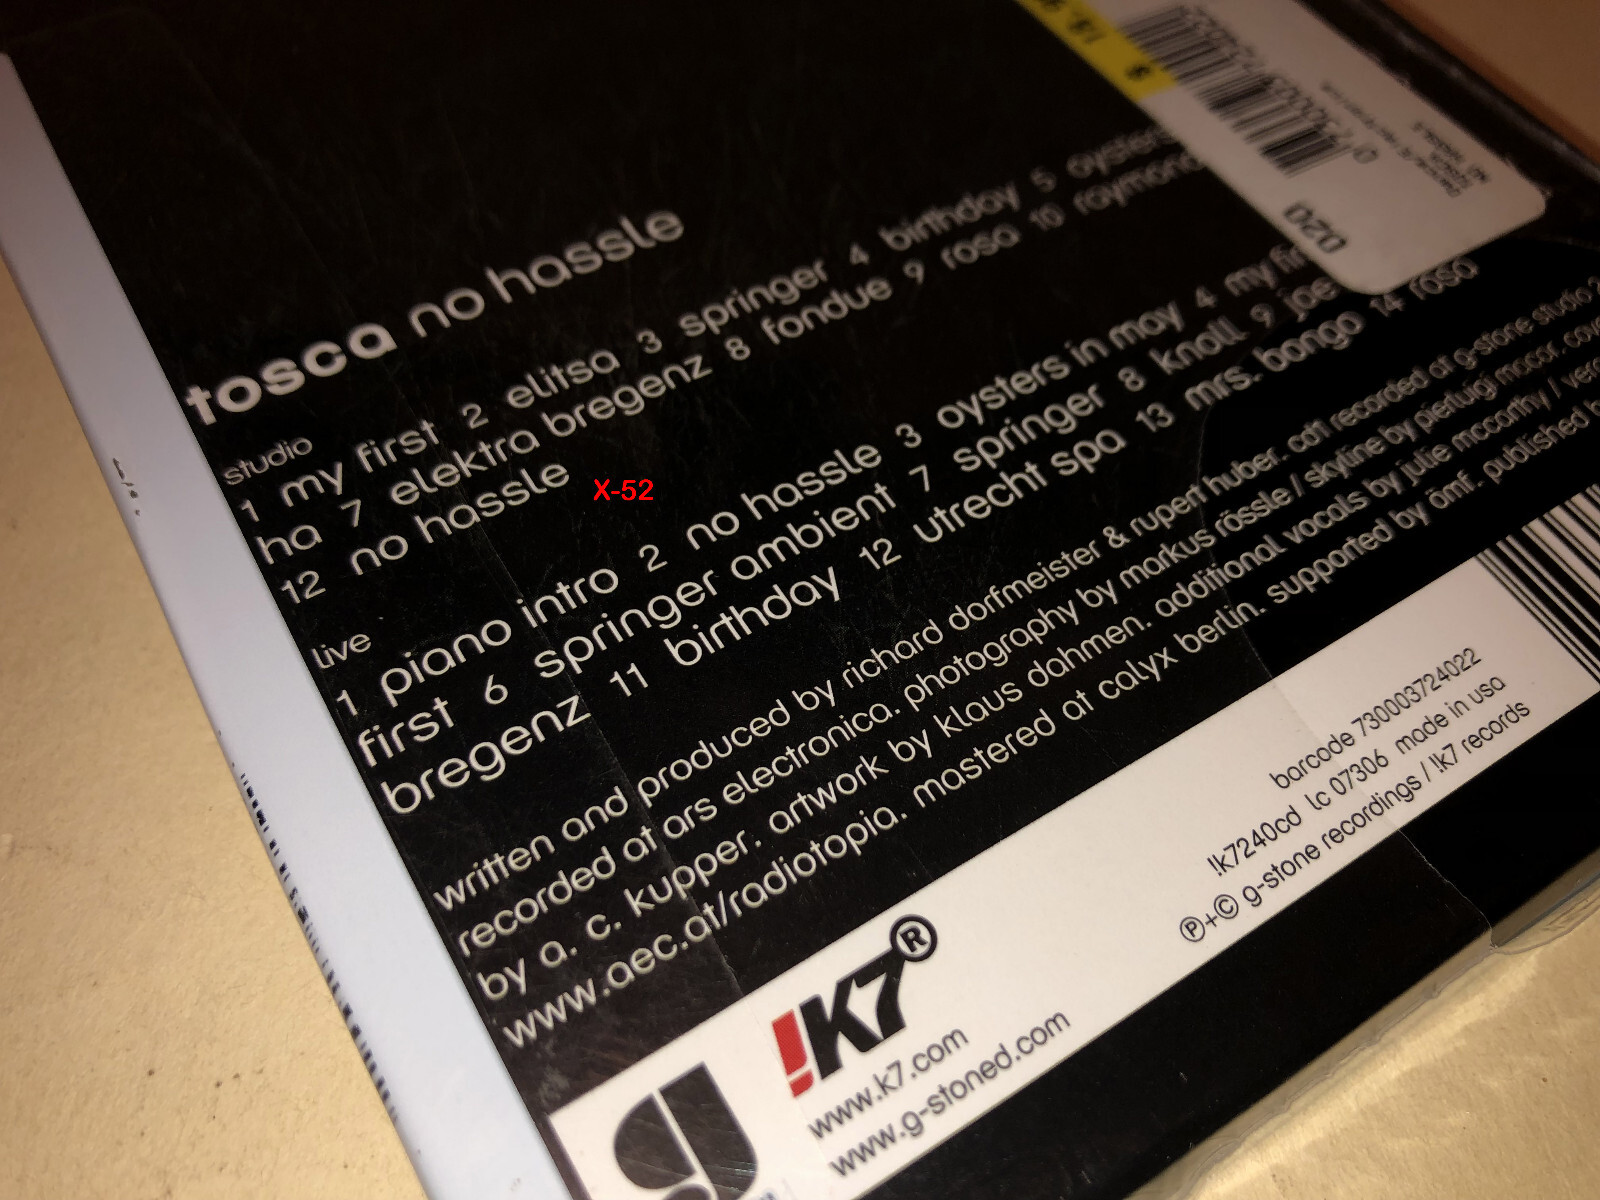 tosca no hassle
studio
1 my first 2 elitsa 3 springer 4 birthday 5 oysters
ha 7 elektra bregenz 8 fondue 9 rosa 10 raymond
12 no hassle
X-52
live
1 piano intro 2 no hassle 3 oysters in may 4 my
first 6 springer ambient 7 springer 8 knoll 9 joe
bregenz 11 birthday 12 utrecht spa 13 mrs. bongo 14 rosa
written and produced by richard dorfmeister & rupert huber. cd1 recorded at g-stone studio
recorded at ars electronica. photography by markus rössle / skyline by pierluigi
by a. c. kupper. artwork by klaus dahmen. additional vocals by julie mccarthy /
www.aec.at/radiotopia. mastered at calyx berlin. supported by ömf. published
020
NO HASSLE
barcode 730003724022
!k7240cd lc 07306 made in usa
℗+© g-stone recordings / !k7 records
!K7®
www.k7.com
www.g-stoned.com
g